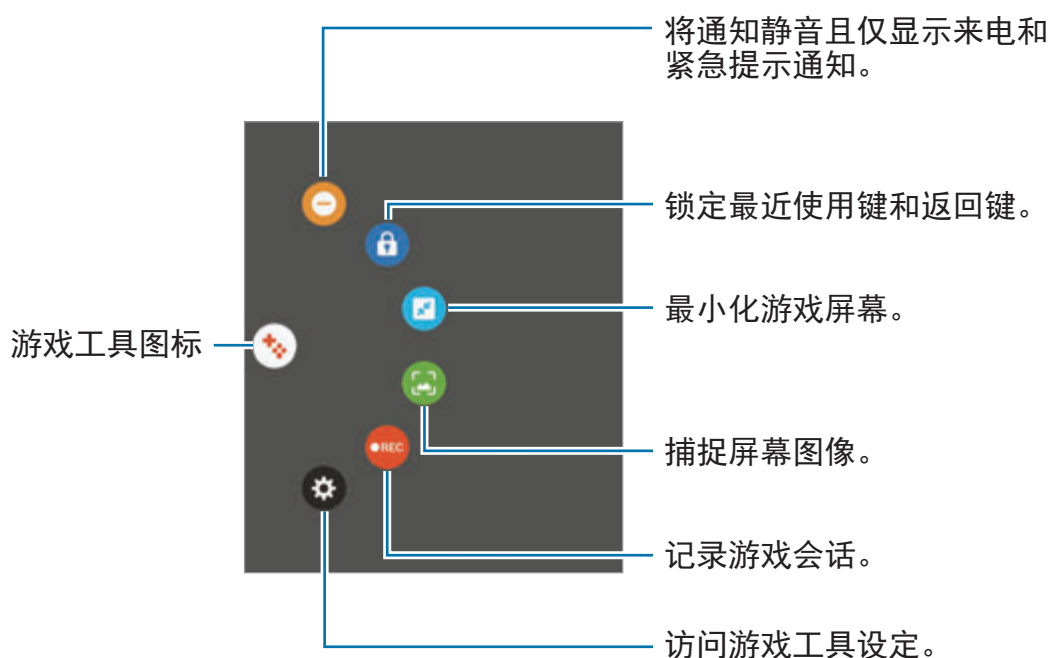 将通知静音且仅显示来电和
紧急提示通知。
锁定最近使用键和返回键。
最小化游戏屏幕。
游戏工具图标
捕捉屏幕图像。
REC
记录游戏会话。
访问游戏工具设定。